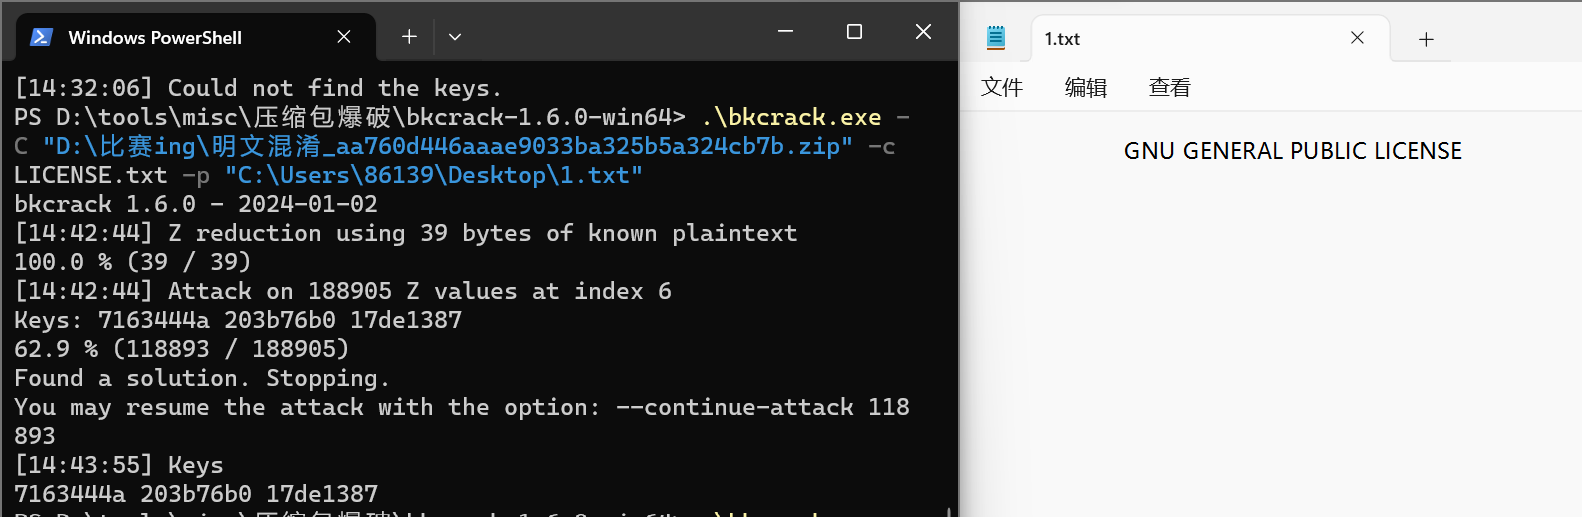 Windows PowerShell
[14:32:06] Could not find the keys.
PS D:\tools\misc\压缩包爆破\bkcrack-1.6.0-win64> .\bkcrack.exe -
C "D:\比赛ing\明文混淆_aa760d446aaae9033ba325b5a324cb7b.zip" -c
LICENSE.txt -p "C:\Users\86139\Desktop\1.txt"
bkcrack 1.6.0 - 2024-01-02
[14:42:44] Z reduction using 39 bytes of known plaintext
100.0 % (39 / 39)
[14:42:44] Attack on 188905 Z values at index 6
Keys: 7163444a 203b76b0 17de1387
62.9 % (118893 / 188905)
Found a solution. Stopping.
You may resume the attack with the option: --continue-attack 118
893
[14:43:55] Keys
7163444a 203b76b0 17de1387
1.txt
文件 编辑 查看
GNU GENERAL PUBLIC LICENSE